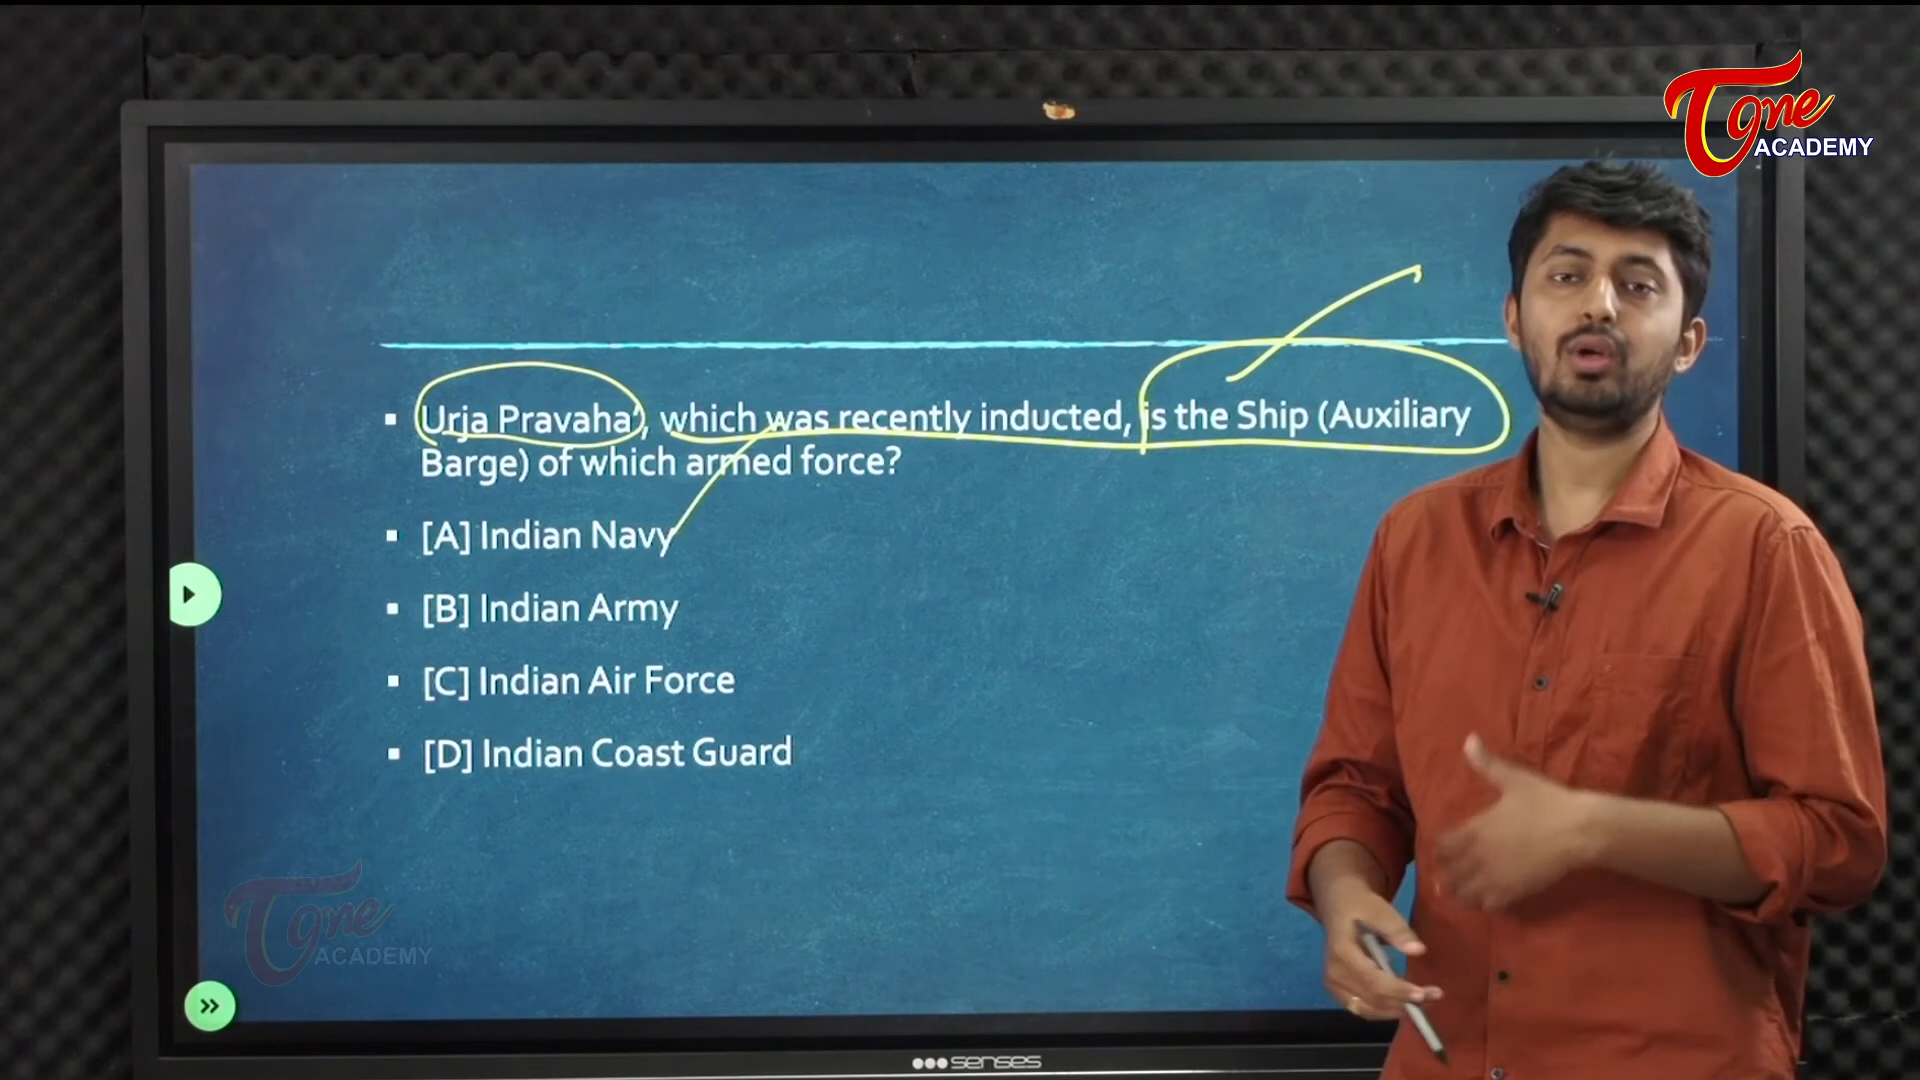 Tone
ACADEMY
Urja Pravaha', which was recently inducted, is the Ship (Auxiliary
Barge) of which armed force?
[A] Indian Navy
[B] Indian Army
[C] Indian Air Force
[D] Indian Coast Guard
Tone
ACADEMY
senses